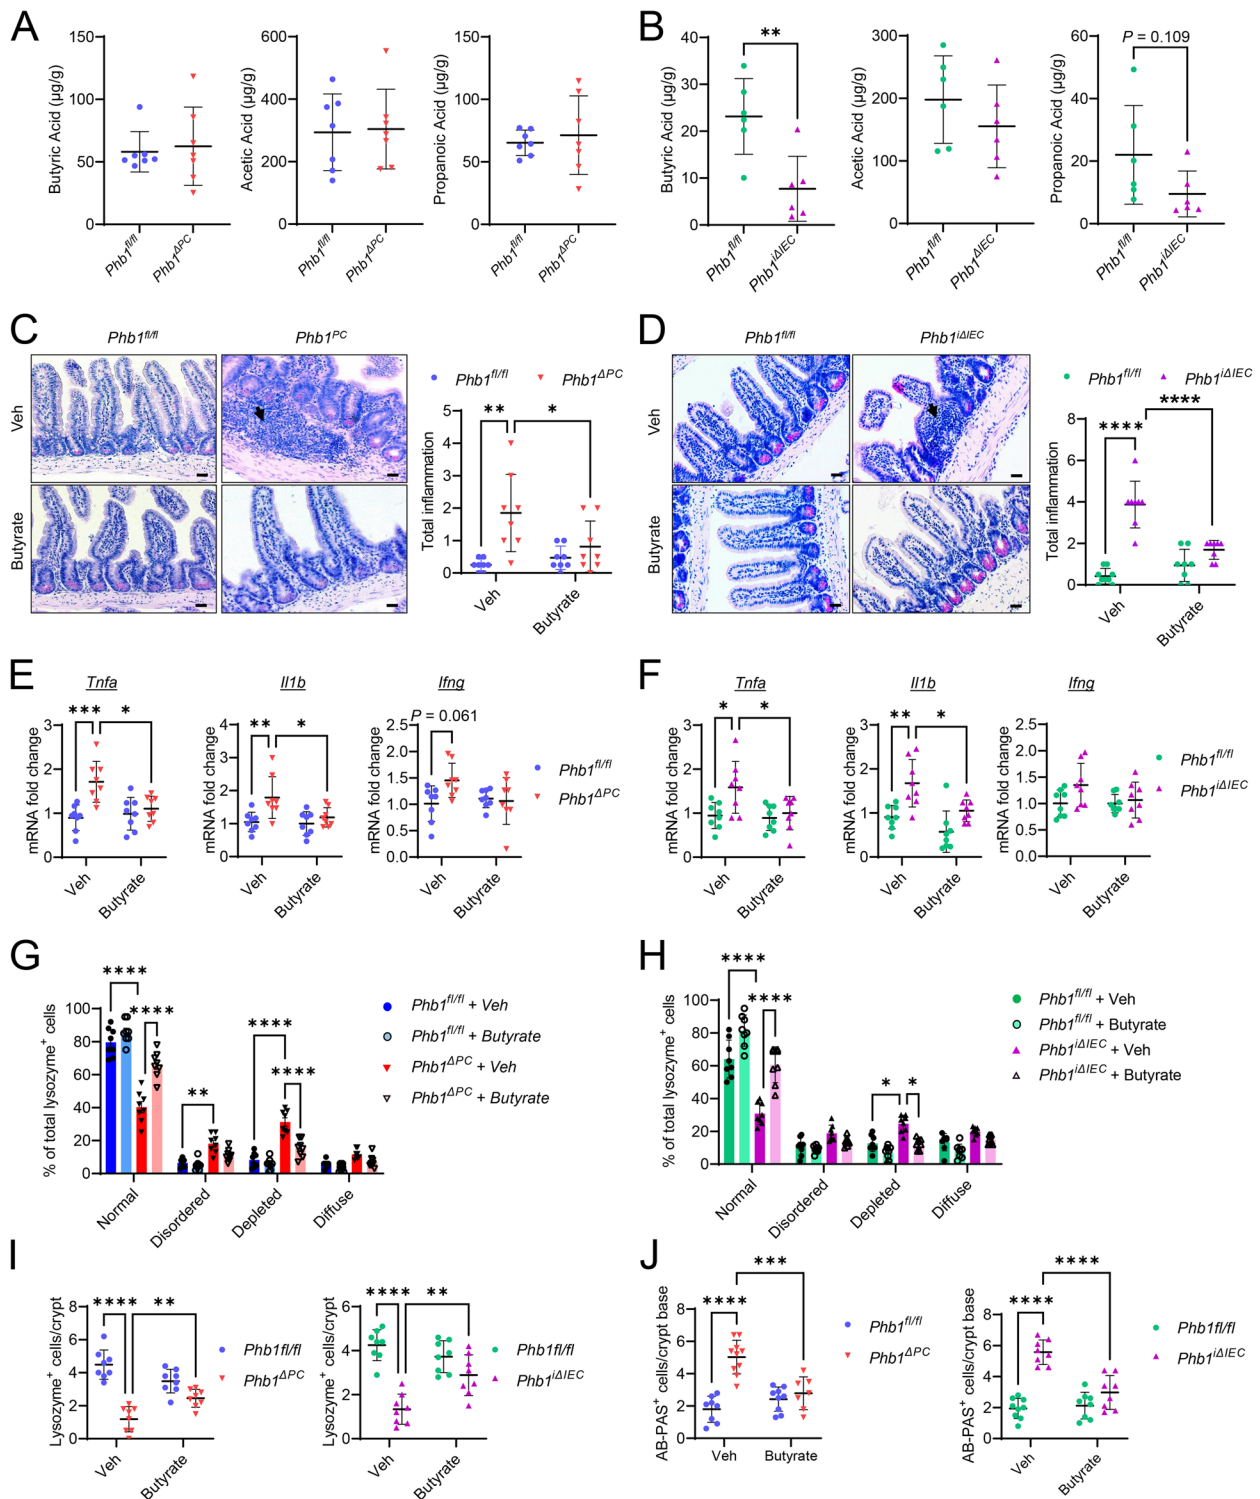 A
150
100
50
0
Butyric Acid (µg/g)
Phb1fl/fl
Phb1ΔPC
600
400
200
0
Acetic Acid (µg/g)
Phb1fl/fl
Phb1ΔPC
150
100
50
0
Propanoic Acid (µg/g)
Phb1fl/fl
Phb1ΔPC
B
40
30
20
10
0
Butyric Acid (µg/g)
**
Phb1fl/fl
Phb1iΔIEC
300
200
100
0
Acetic Acid (µg/g)
Phb1fl/fl
Phb1ΔIEC
60
40
20
0
Propanoic Acid (µg/g)
P = 0.109
Phb1fl/fl
Phb1iΔIEC
C
Phb1fl/fl
Phb1PC
Veh
Butyrate
Phb1fl/fl
Phb1ΔPC
5
4
3
2
1
0
Total inflammation
**
*
Veh
Butyrate
D
Phb1fl/fl
Phb1iΔIEC
Veh
Butyrate
Phb1fl/fl
Phb1iΔIEC
8
6
4
2
0
Total inflammation
****
****
Veh
Butyrate
E
Tnfa
3
2
1
0
mRNA fold change
***
*
Veh
Butyrate
Il1b
4
3
2
1
0
mRNA fold change
**
*
Veh
Butyrate
Ifng
P = 0.061
2.5
2.0
1.5
1.0
0.5
0.0
mRNA fold change
Veh
Butyrate
Phb1fl/fl
Phb1ΔPC
F
Tnfa
3
2
1
0
mRNA fold change
*
*
Veh
Butyrate
Il1b
3
2
1
0
mRNA fold change
**
*
Veh
Butyrate
Ifng
2.5
2.0
1.5
1.0
0.5
0.0
mRNA fold change
Veh
Butyrate
Phb1fl/fl
Phb1iΔIEC
G
100
80
60
40
20
0
% of total lysozyme+ cells
****
****
**
****
****
Normal
Disordered
Depleted
Diffuse
Phb1fl/fl + Veh
Phb1fl/fl + Butyrate
Phb1ΔPC + Veh
Phb1ΔPC + Butyrate
H
100
80
60
40
20
0
% of total lysozyme+ cells
****
****
*
*
Normal
Disordered
Depleted
Diffuse
Phb1fl/fl + Veh
Phb1fl/fl + Butyrate
Phb1iΔIEC + Veh
Phb1iΔIEC + Butyrate
I
8
6
4
2
0
Lysozyme+ cells/crypt
****
**
Veh
Butyrate
Phb1fl/fl
Phb1ΔPC
6
4
2
0
Lysozyme+ cells/crypt
****
**
Veh
Butyrate
Phb1fl/fl
Phb1iΔIEC
J
8
6
4
2
0
AB-PAS+ cells/crypt base
****
***
Veh
Butyrate
Phb1fl/fl
Phb1ΔPC
8
6
4
2
0
AB-PAS+ cells/crypt base
****
****
Veh
Butyrate
Phb1fl/fl
Phb1iΔIEC